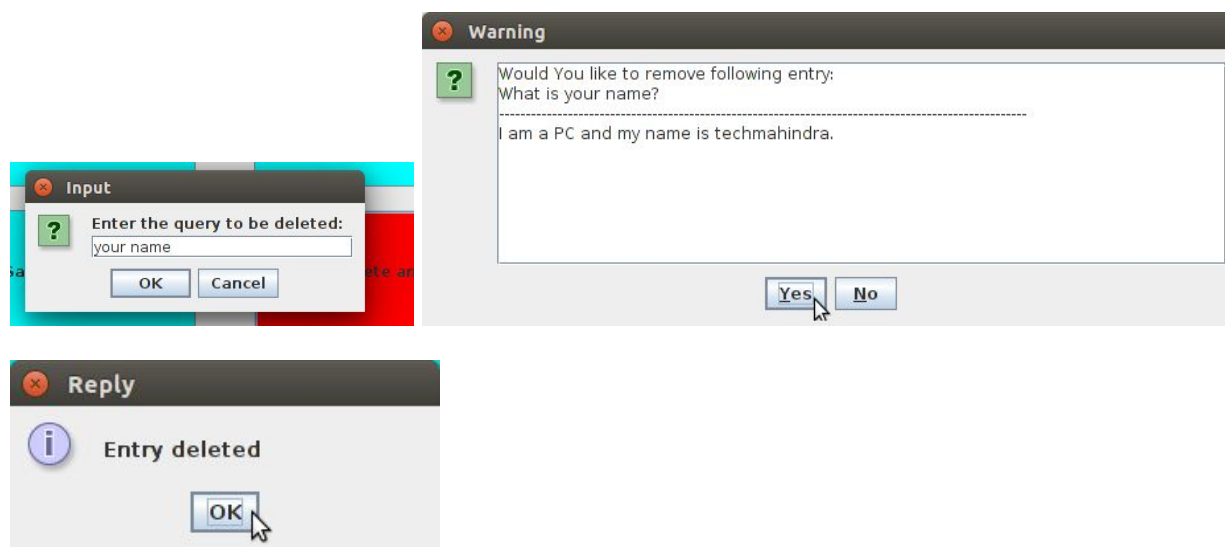 Warning
Would You like to remove following entry:
What is your name?
--------------------------------------------------------------------------------------------------
I am a PC and my name is techmahindra.
Yes No
Input
Enter the query to be deleted:
your name
OK Cancel
Reply
Entry deleted
OK